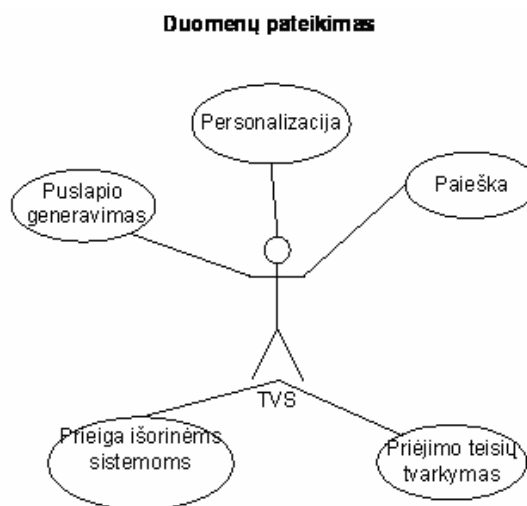 Duomenų pateikimas
Personalizacija
Paieška
Puslapio
generavimas
TVS
Prieiga išorinėms
sistemoms
Priėjimo teisių
tvarkymas